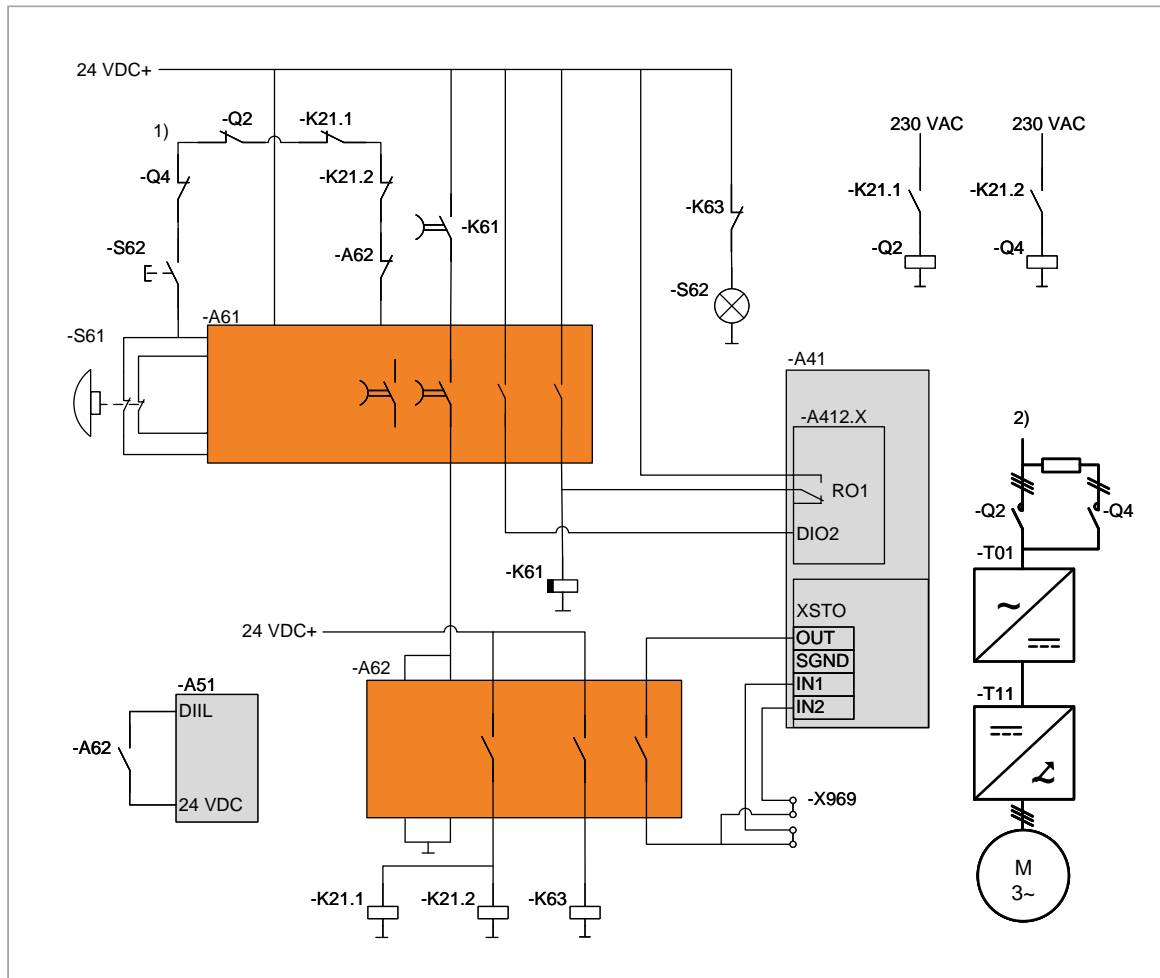 24 VDC+
1)
-Q2
-K21.1
-Q4
-K21.2
-S62
-A62
-K61
-K63
-S62
230 VAC
230 VAC
-K21.1
-K21.2
-Q2
-Q4
-A61
-S61
-A41
-A412.X
RO1
DIO2
2)
-Q2
-Q4
-K61
-T01
XSTO
OUT
SGND
IN1
IN2
24 VDC+
-A62
-A51
DIIL
-A62
24 VDC
-T11
-X969
-K21.1
-K21.2
-K63
M
3~